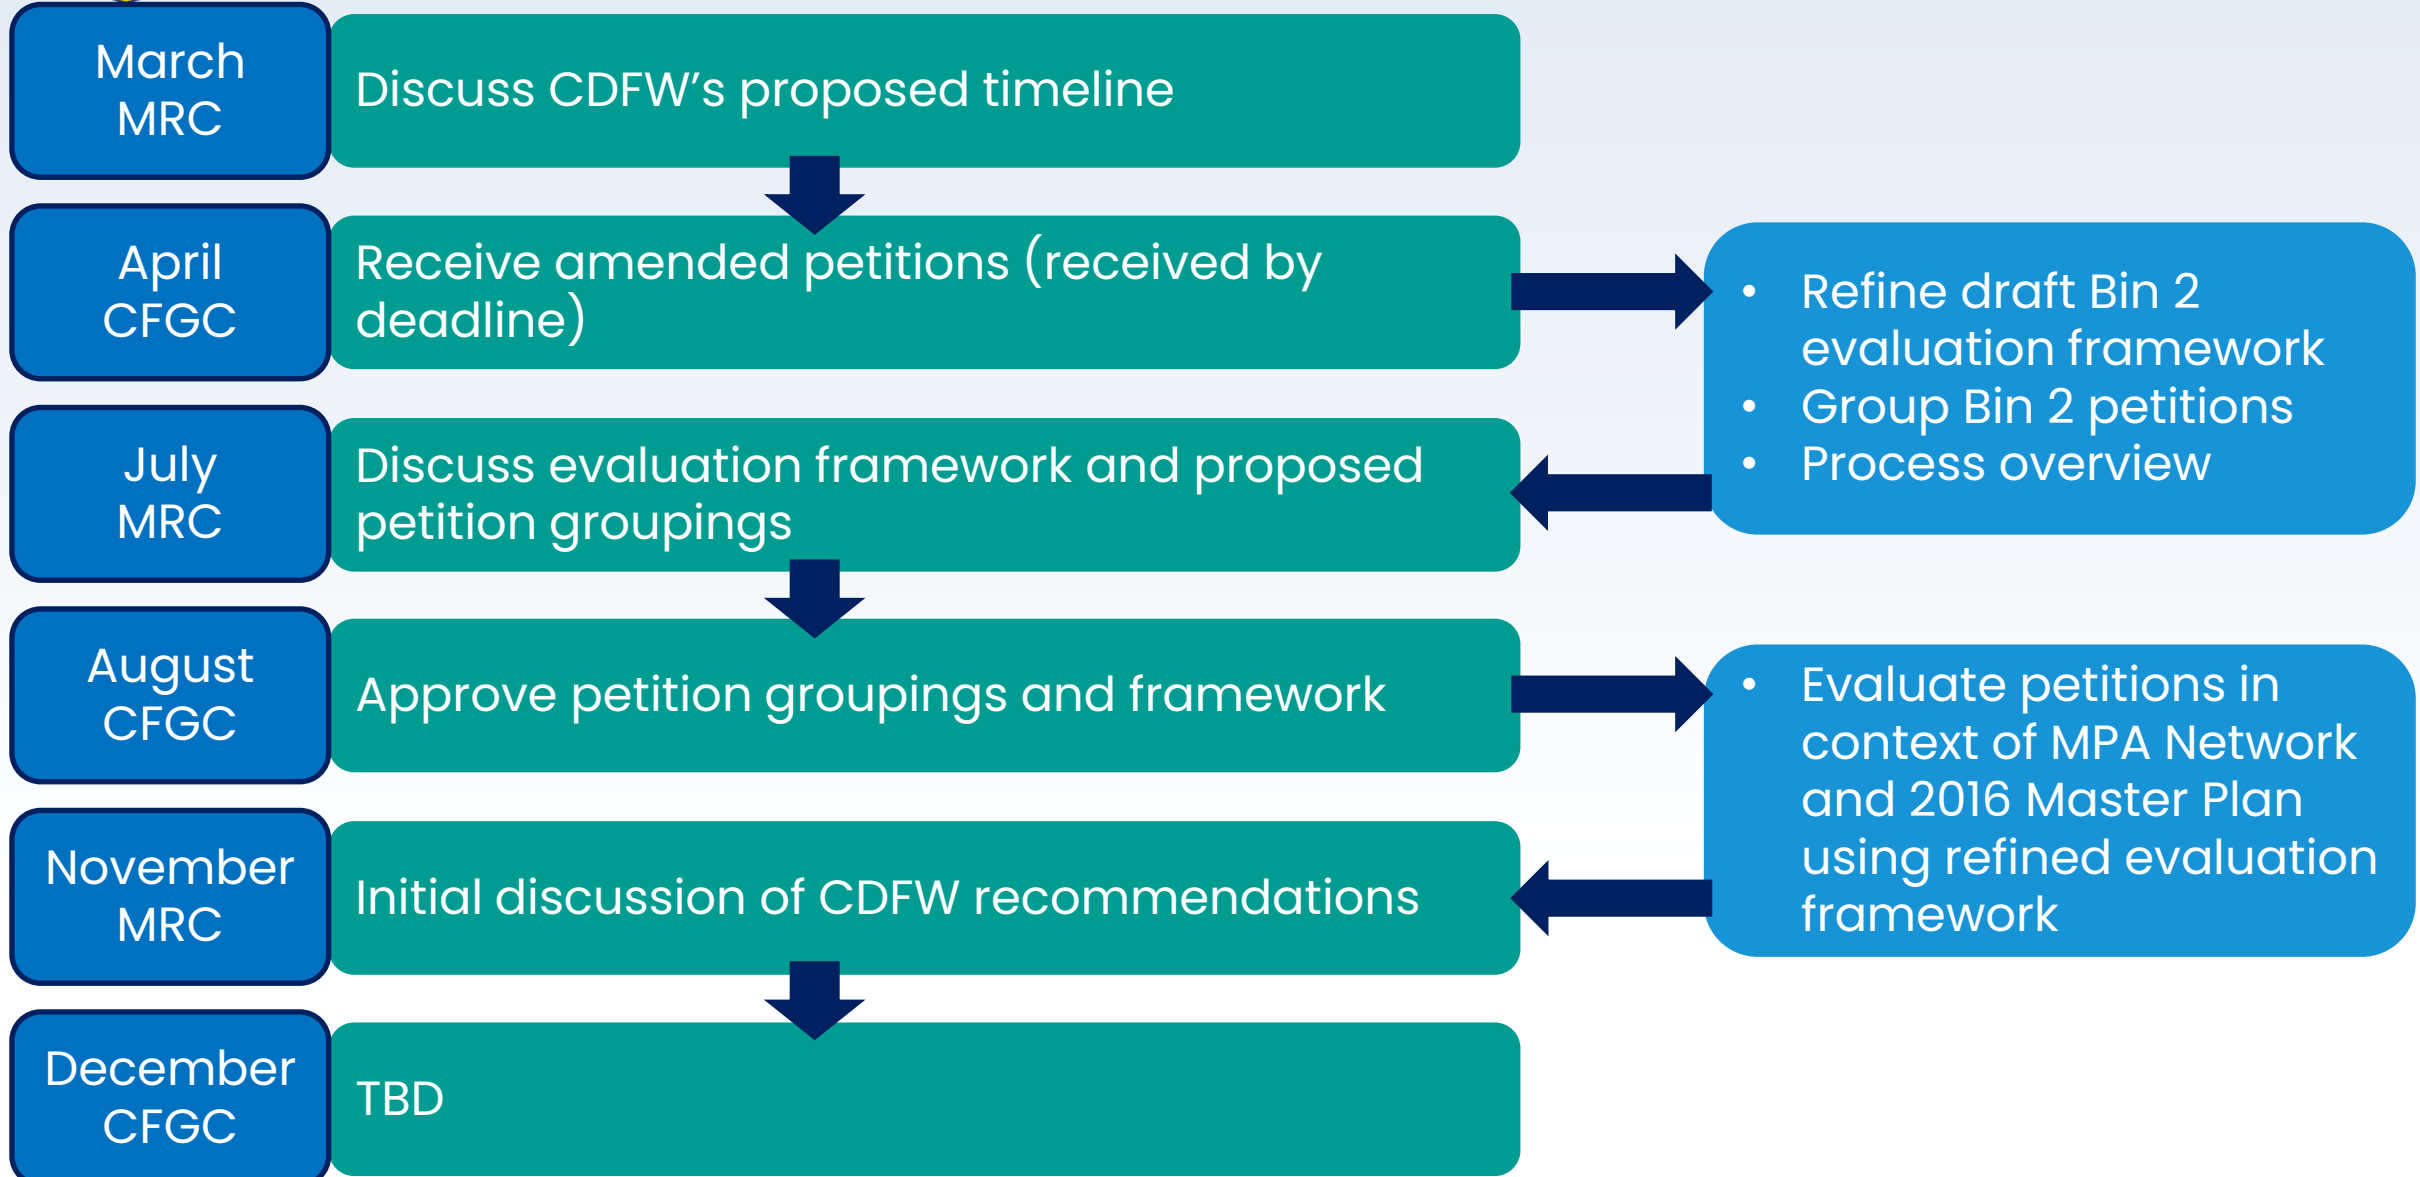 March
MRC
Discuss CDFW’s proposed timeline
April
CFGC
Receive amended petitions (received by
deadline)
• Refine draft Bin 2
evaluation framework
• Group Bin 2 petitions
• Process overview
July
MRC
Discuss evaluation framework and proposed
petition groupings
August
CFGC
Approve petition groupings and framework
• Evaluate petitions in
context of MPA Network
and 2016 Master Plan
using refined evaluation
framework
November
MRC
Initial discussion of CDFW recommendations
December
CFGC
TBD